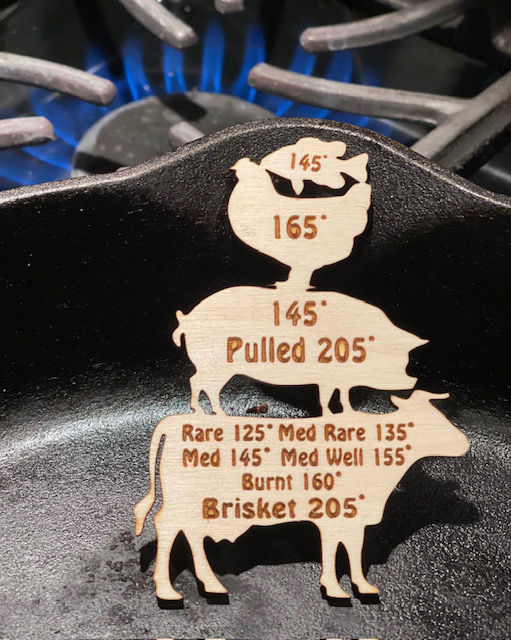 145°
165°
145°
Pulled 205°
Rare 125° Med Rare 135°
Med 145° Med Well 155°
Burnt 160°
Brisket 205°